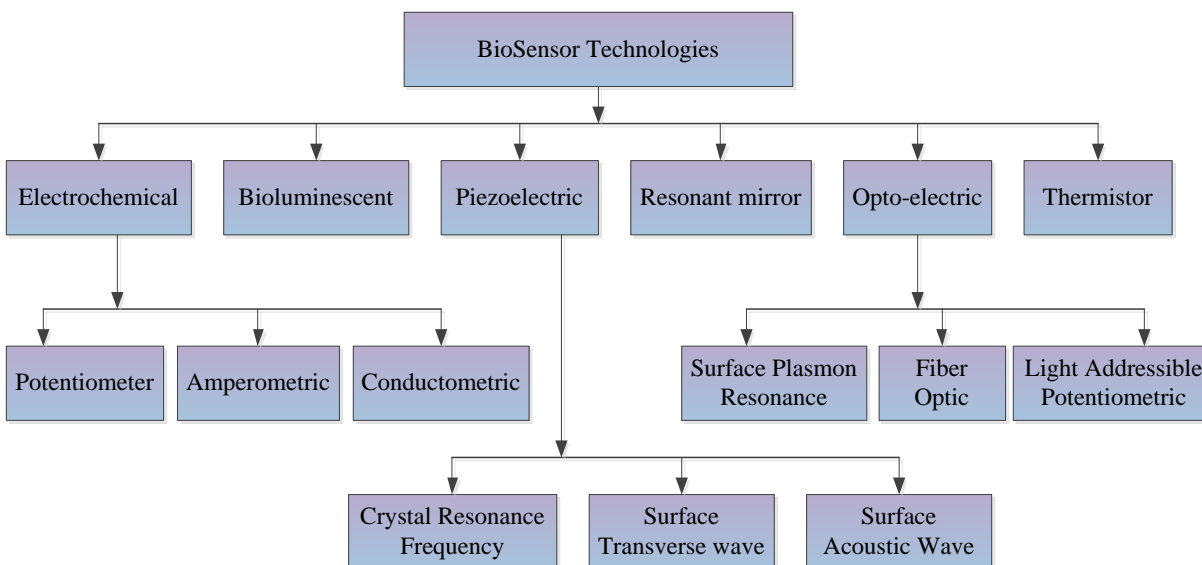 BioSensor Technologies
Electrochemical
Bioluminescent
Piezoelectric
Resonant mirror
Opto-electric
Thermistor
Potentiometer
Amperometric
Conductometric
Surface Plasmon
Resonance
Fiber
Optic
Light Addressible
Potentiometric
Crystal Resonance
Frequency
Surface
Transverse wave
Surface
Acoustic Wave